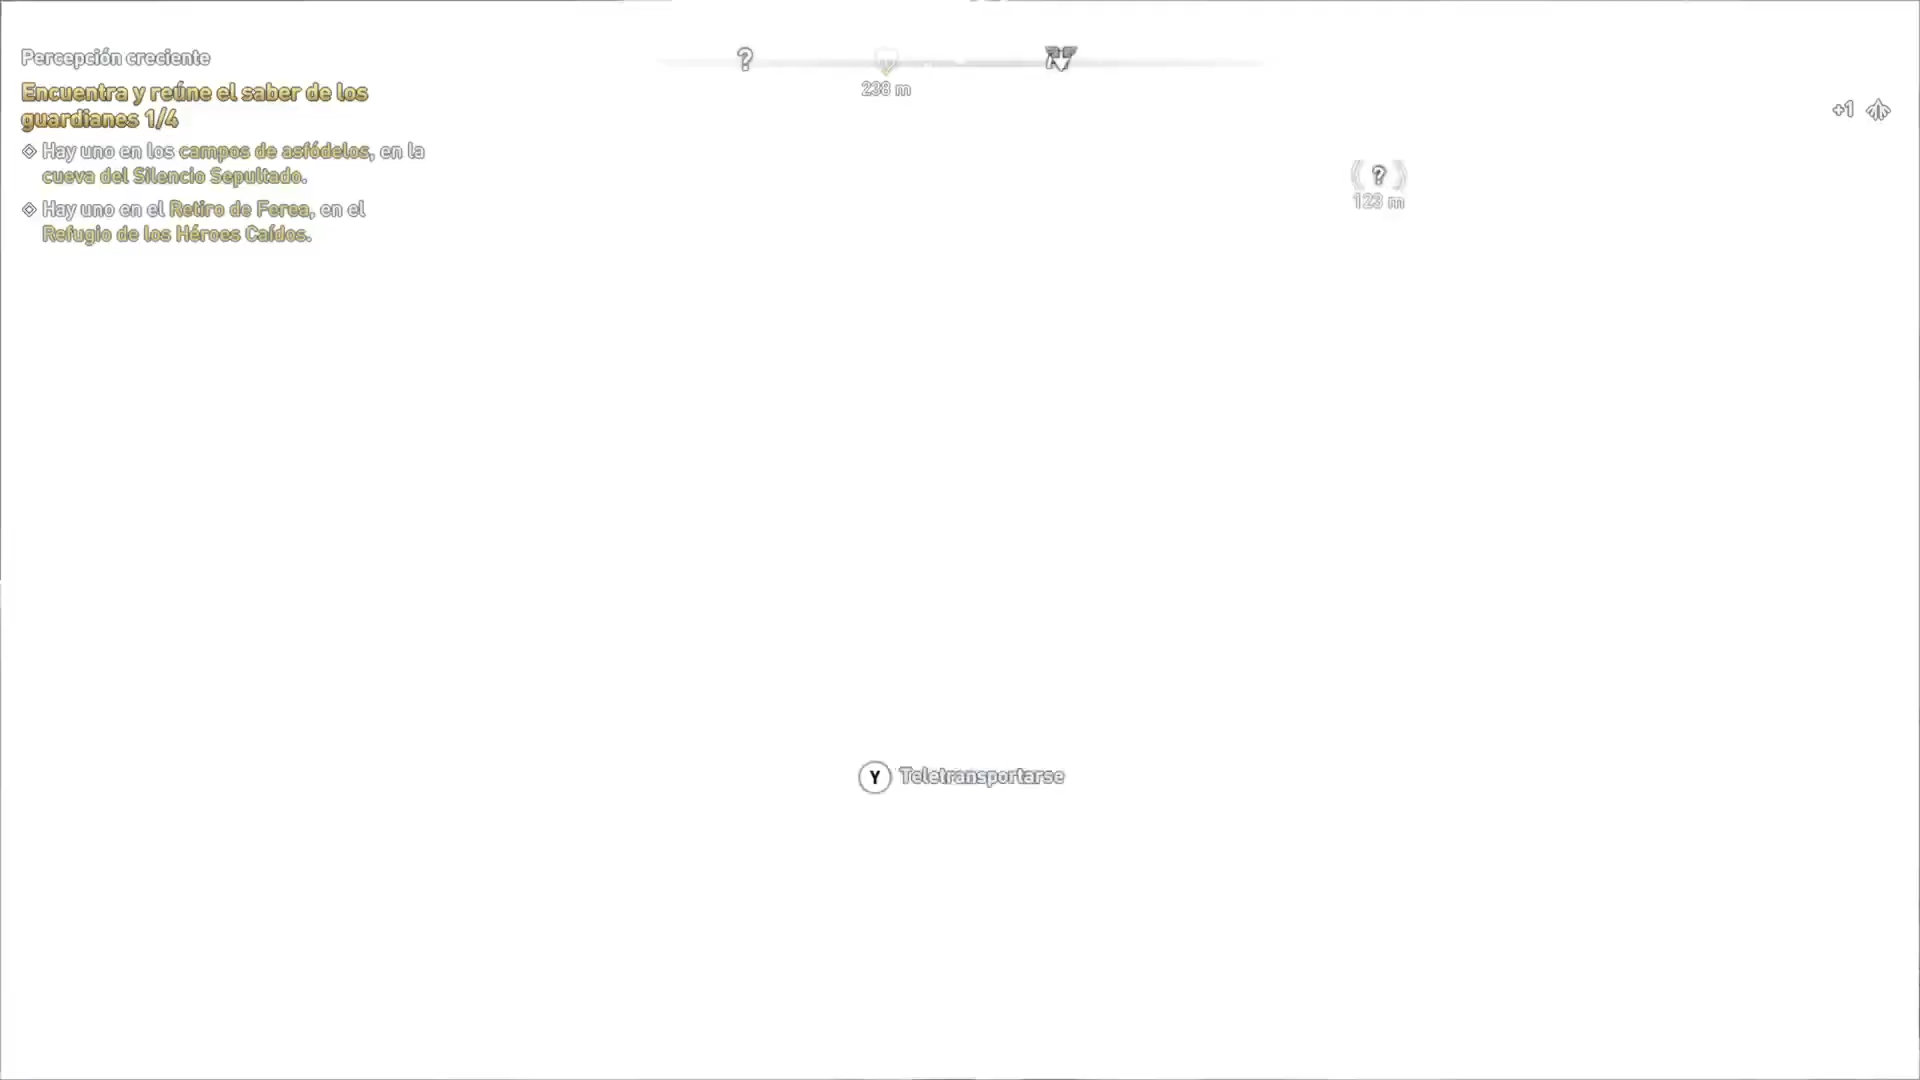 Percepción creciente
Encuentra y reúne el saber de los
guardianes 1/4
Hay uno en los campos de asfódelos, en la
cueva del Silencio Sepultado.
Hay uno en el Retiro de Ferea, en el
Refugio de los Héroes Caídos.
?
238 m
+1
?
123 m
Y Teletransportarse